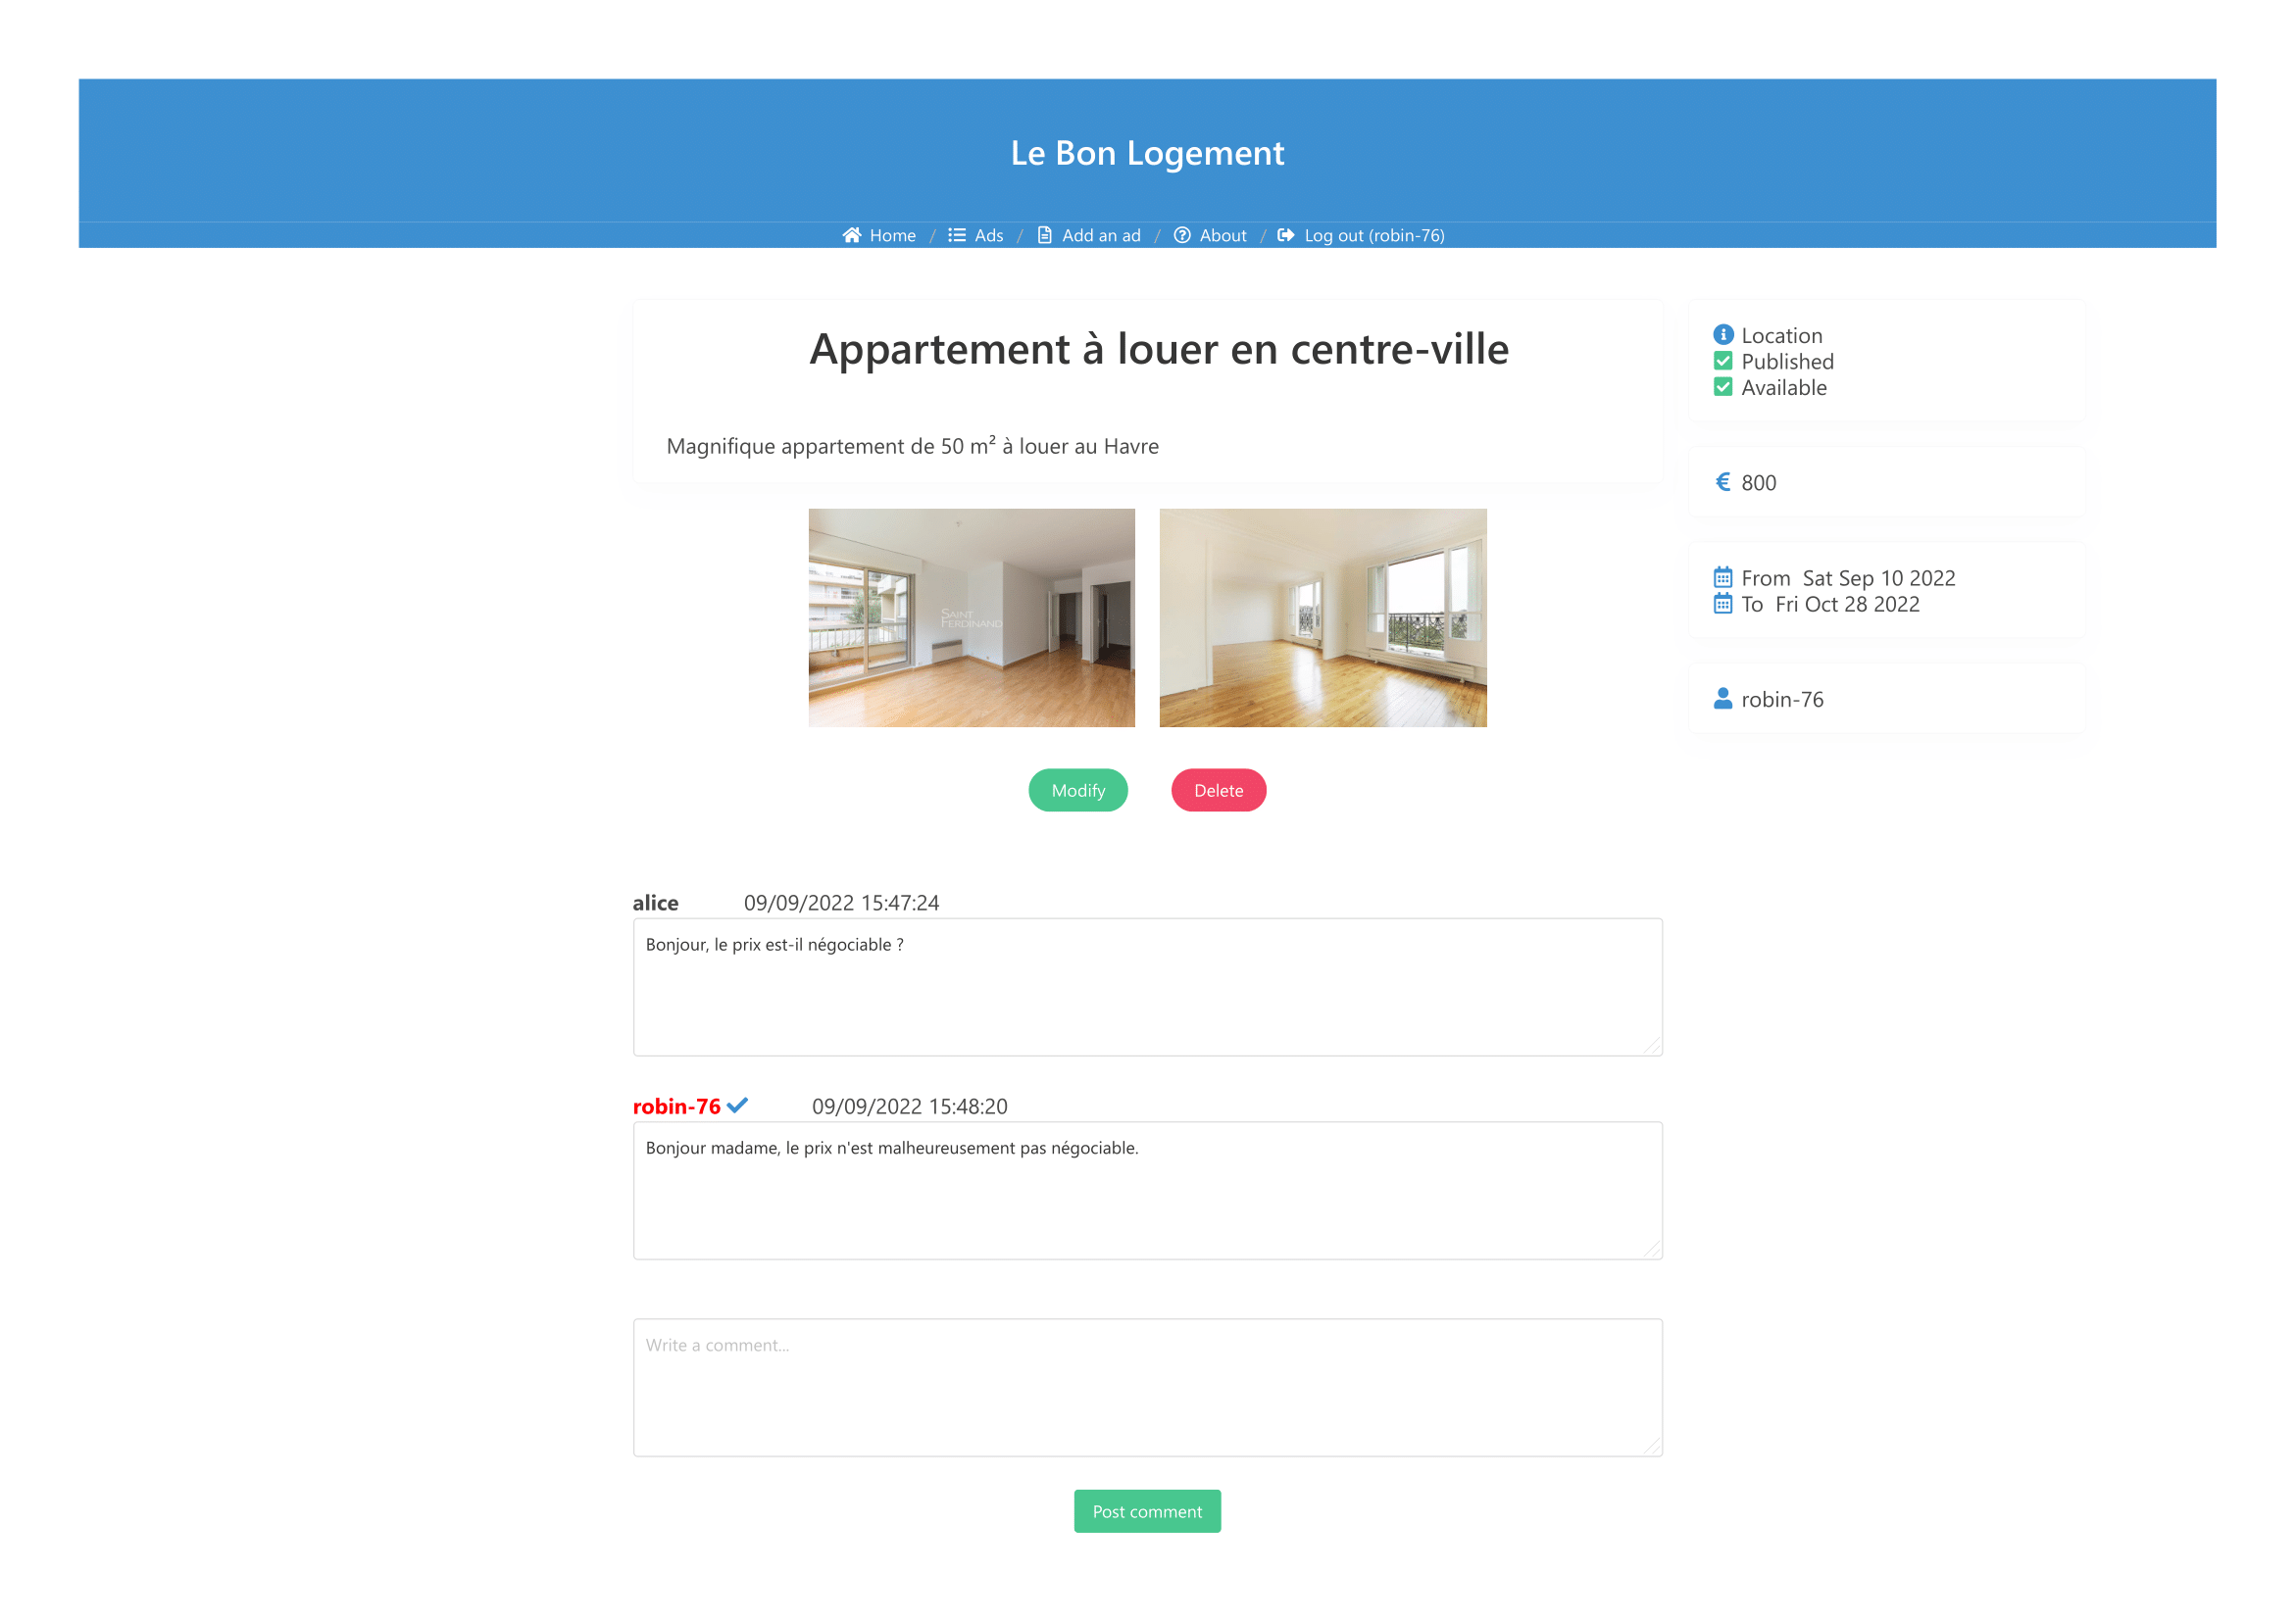 Le Bon Logement
Home / Ads / Add an ad / About / Log out (robin-76)
Appartement à louer en centre-ville
Magnifique appartement de 50 m² à louer au Havre
SAINT
FERDINAND
Modify
Delete
Location
Published
Available
€ 800
From Sat Sep 10 2022
To Fri Oct 28 2022
robin-76
alice 09/09/2022 15:47:24
Bonjour, le prix est-il négociable ?
robin-76 09/09/2022 15:48:20
Bonjour madame, le prix n'est malheureusement pas négociable.
Write a comment...
Post comment